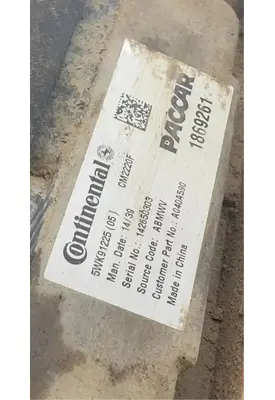 Continental
PACCAR
CM2220F
1869261
5WK91225 (05)
Man. Date: 14/39
Serial No.: 142650303
Source Code: ABMWV
Customer Part No.: A040A590
Made in China